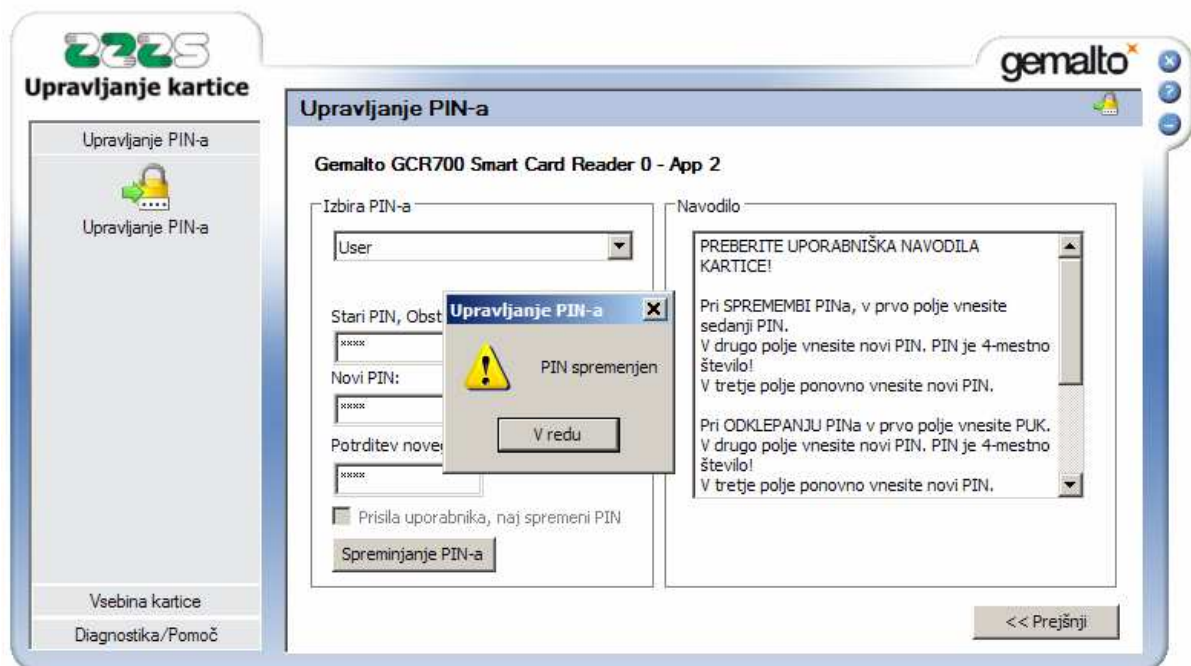 ZZZS
Upravljanje kartice
gemalto
Upravljanje PIN-a
Upravljanje PIN-a
Upravljanje PIN-a
Gemalto GCR700 Smart Card Reader 0 - App 2
Izbira PIN-a
User
Stari PIN, Obst
****
Novi PIN:
****
Potrditev nove
****
Prisila uporabnika, naj spremeni PIN
Spreminjanje PIN-a
Upravljanje PIN-a
PIN spremenjen
V redu
Navodilo
PREBERITE UPORABNIŠKA NAVODILA
KARTICE!
Pri SPREMEMBI PINa, v prvo polje vnesite
sedanji PIN.
V drugo polje vnesite novi PIN. PIN je 4-mestno
število!
V tretje polje ponovno vnesite novi PIN.
Pri ODKLEPANJU PINa v prvo polje vnesite PUK.
V drugo polje vnesite novi PIN. PIN je 4-mestno
število!
V tretje polje ponovno vnesite novi PIN.
Vsebina kartice
Diagnostika/Pomoč
<< Prejšnji